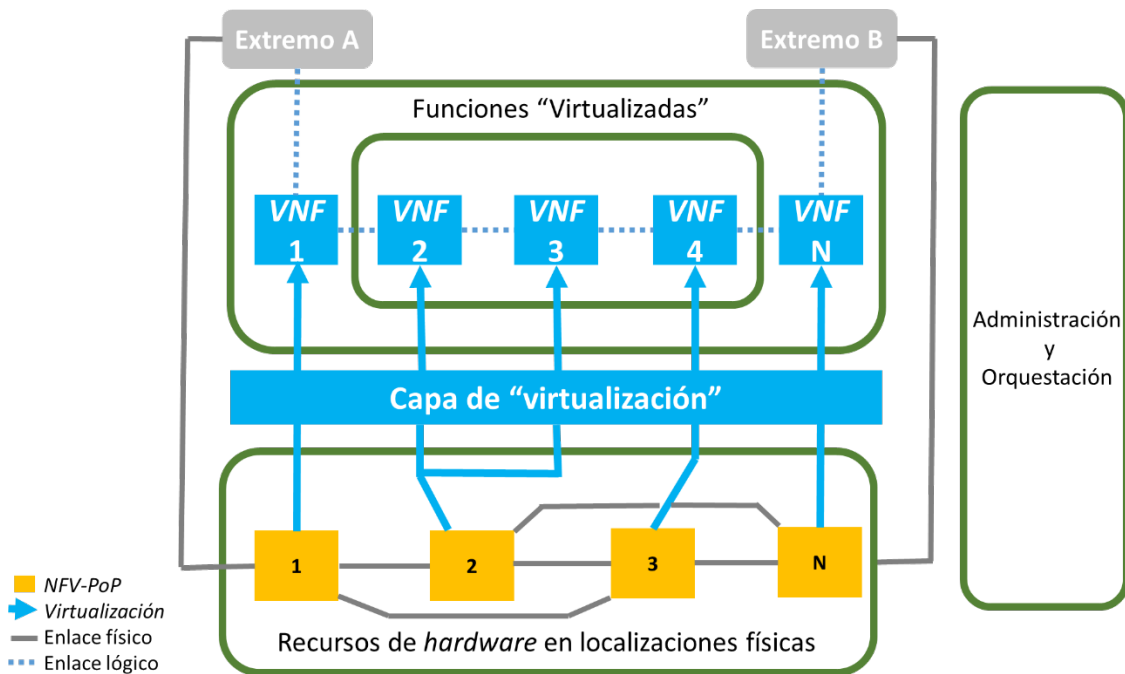 Extremo A
Extremo B
Funciones “Virtualizadas”
VNF
1
VNF
2
VNF
3
VNF
4
VNF
N
Administración
y
Orquestación
Capa de “virtualización”
1
2
3
N
Recursos de hardware en localizaciones físicas
NFV-PoP
Virtualización
Enlace físico
Enlace lógico